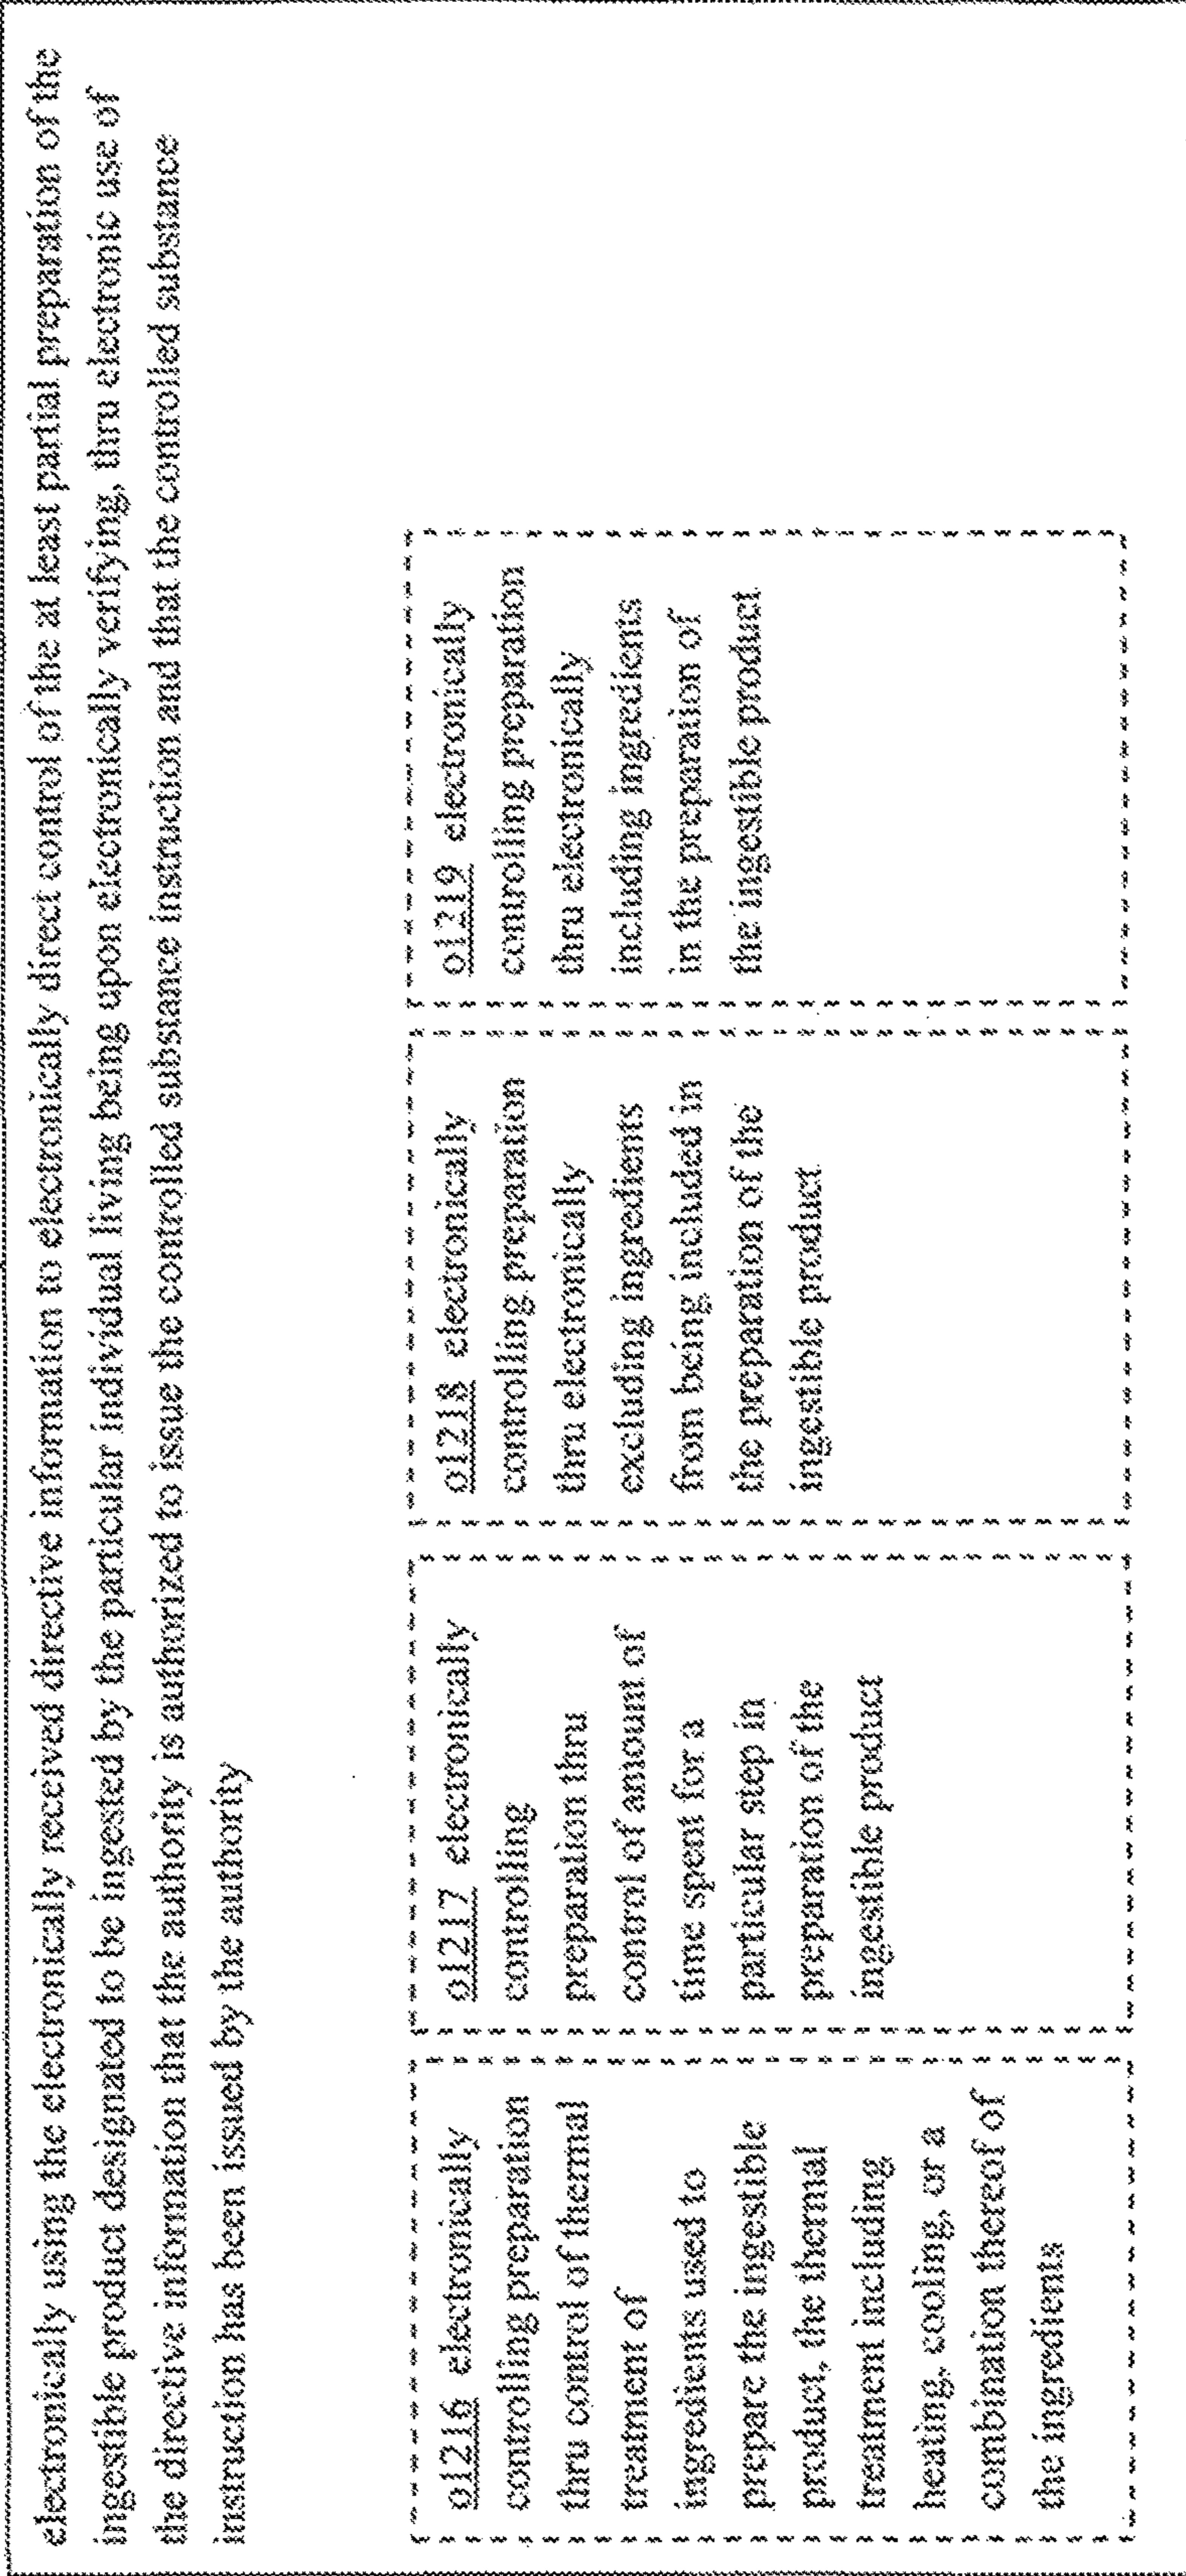 electronically using the electronically received directive information to electronically direct control of the at least partial preparation of the
ingestible product designated to be ingested by the particular individual living being upon electronically verifying, thru electronic use of
the directive information that the authority is authorized to issue the controlled substance instruction and that the controlled substance
instruction has been issued by the authority
o1216 electronically
controlling preparation
thru control of thermal
treatment of
ingredients used to
prepare the ingestible
product, the thermal
treatment including
heating, cooling, or a
combination thereof of
the ingredients
o1217 electronically
controlling
preparation thru
control of amount of
time spent for a
particular step in
preparation of the
ingestible product
o1218 electronically
controlling preparation
thru electronically
excluding ingredients
from being included in
the preparation of the
ingestible product
o1219 electronically
controlling preparation
thru electronically
including ingredients
in the preparation of
the ingestible product